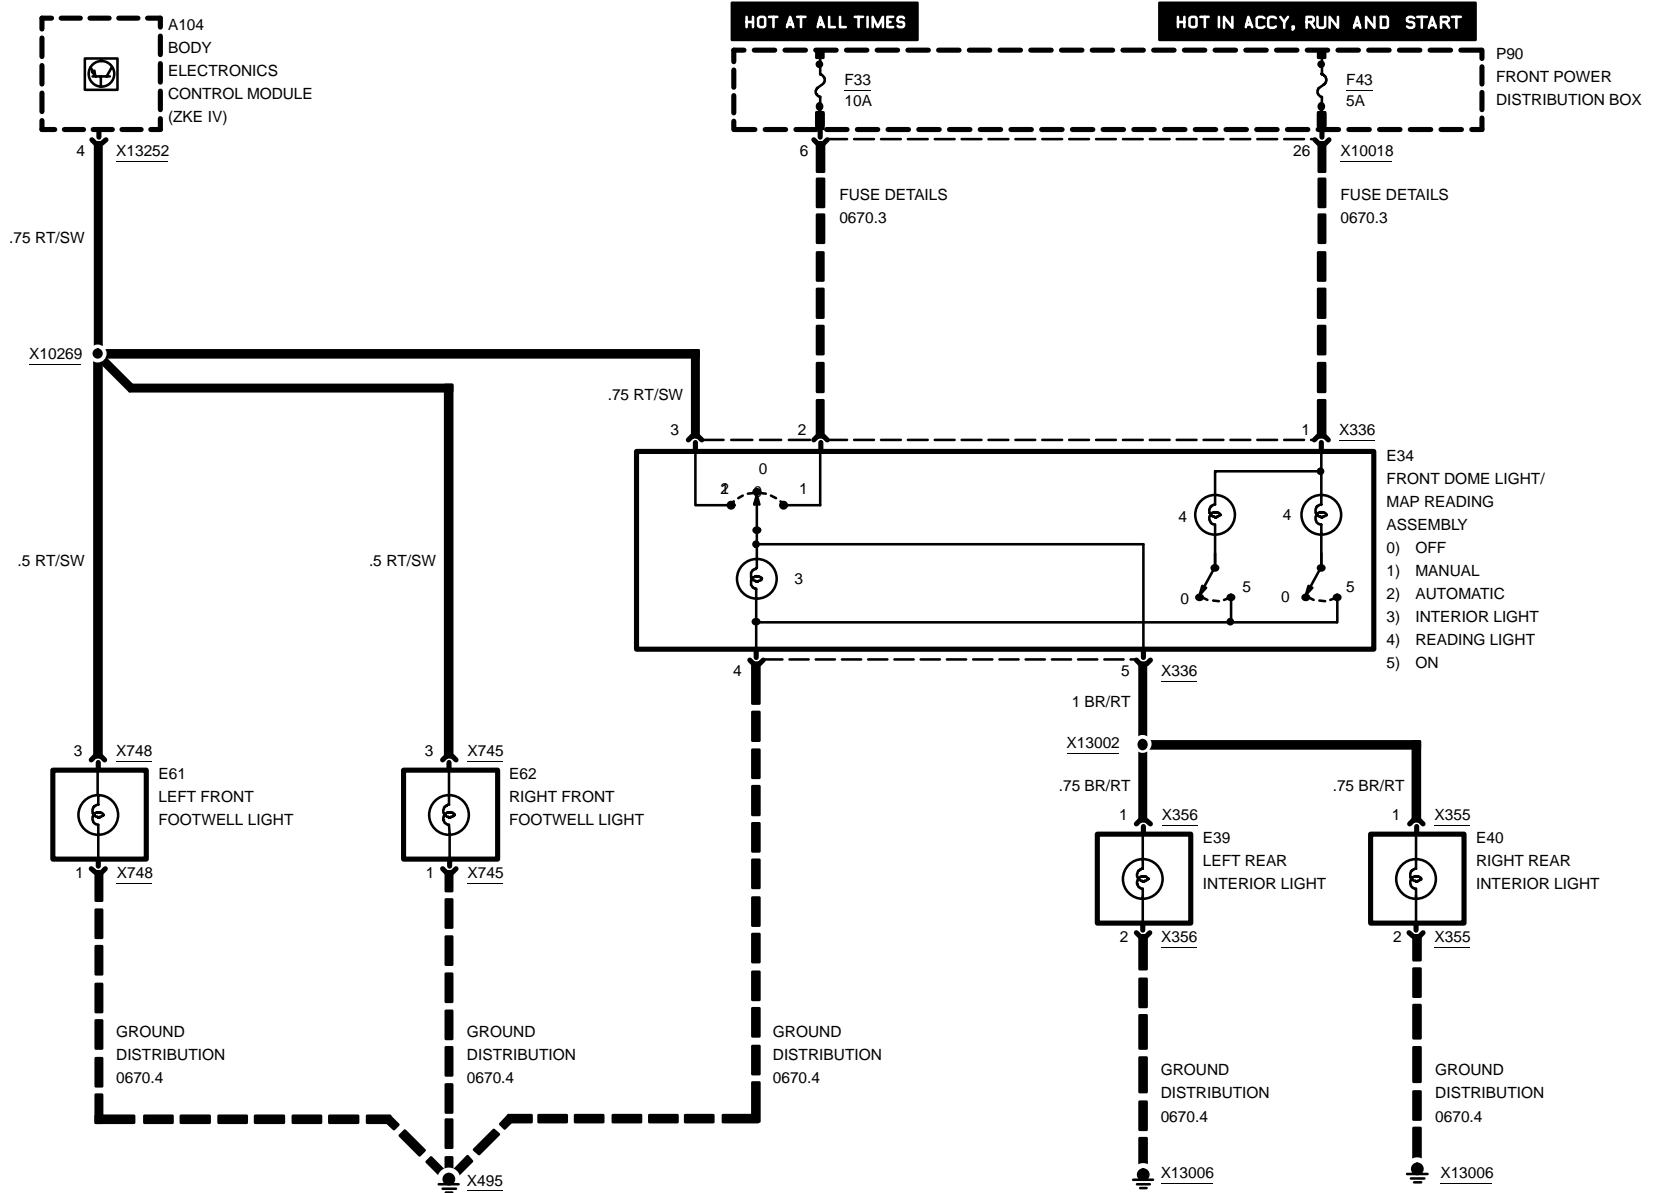 HOT AT ALL TIMES
HOT IN ACCY, RUN AND START
A104
BODY
ELECTRONICS
CONTROL MODULE
(ZKE IV)
F33
10A
F43
5A
P90
FRONT POWER
DISTRIBUTION BOX
4
X13252
6
26
X10018
FUSE DETAILS
0670.3
FUSE DETAILS
0670.3
.75 RT/SW
X10269
.75 RT/SW
3
2
1
X336
0
2
1
4
4
0
5
0
5
3
E34
FRONT DOME LIGHT/
MAP READING
ASSEMBLY
0) OFF
1) MANUAL
2) AUTOMATIC
3) INTERIOR LIGHT
4) READING LIGHT
5) ON
.5 RT/SW
.5 RT/SW
4
5
X336
1 BR/RT
X13002
.75 BR/RT
.75 BR/RT
3
X748
3
X745
E61
LEFT FRONT
FOOTWELL LIGHT
E62
RIGHT FRONT
FOOTWELL LIGHT
1
X356
1
X355
E39
LEFT REAR
INTERIOR LIGHT
E40
RIGHT REAR
INTERIOR LIGHT
1
X748
1
X745
2
X356
2
X355
GROUND
DISTRIBUTION
0670.4
GROUND
DISTRIBUTION
0670.4
GROUND
DISTRIBUTION
0670.4
GROUND
DISTRIBUTION
0670.4
GROUND
DISTRIBUTION
0670.4
X495
X13006
X13006